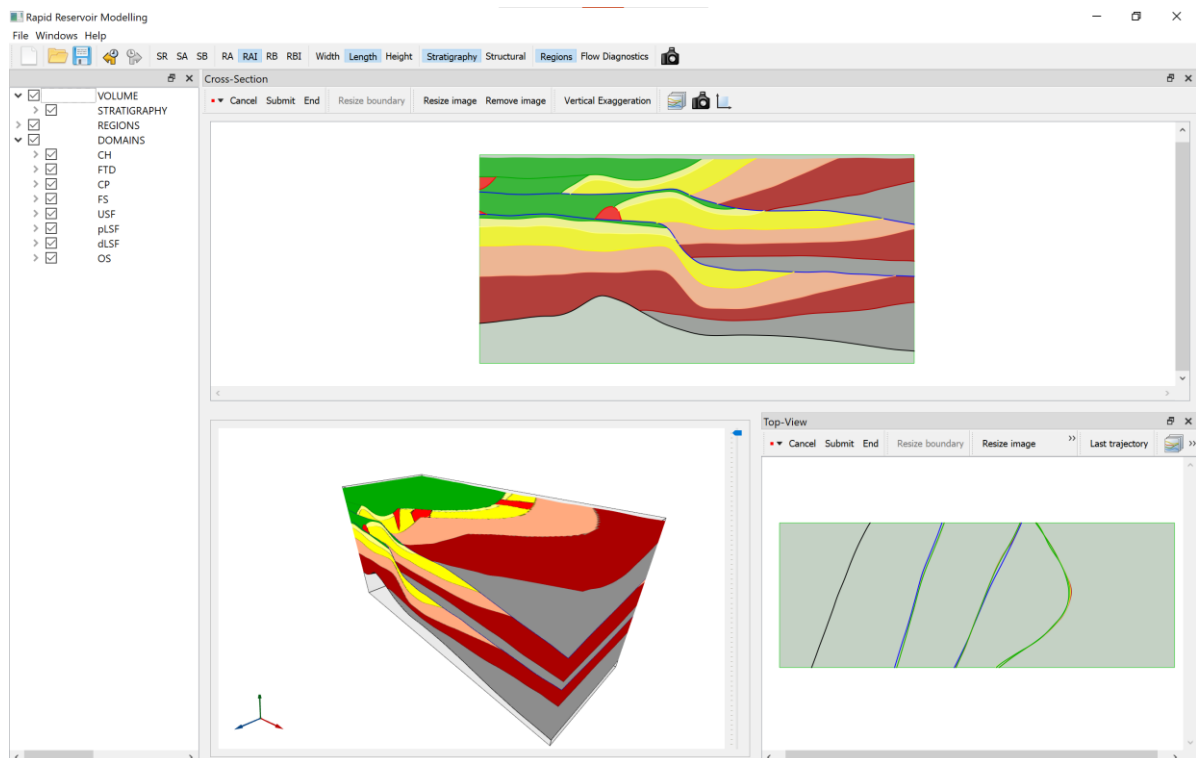 Rapid Reservoir Modelling
File Windows Help
SR SA SB RA RAI RB RBI Width Length Height Stratigraphy Structural Regions Flow Diagnostics
Cross-Section
Cancel Submit End Resize boundary Resize image Remove image Vertical Exaggeration
VOLUME
STRATIGRAPHY
REGIONS
DOMAINS
CH
FTD
CP
FS
USF
pLSF
dLSF
OS
Top-View
Cancel Submit End Resize boundary Resize image Last trajectory